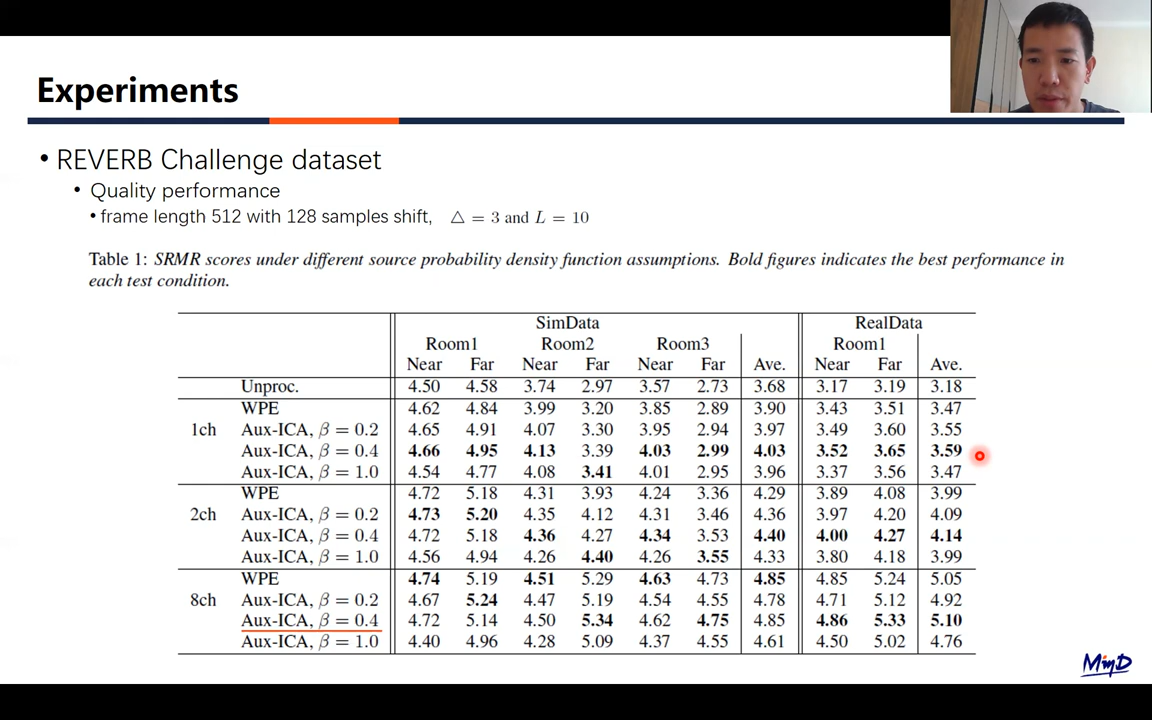 Experiments
• REVERB Challenge dataset
• Quality performance
• frame length 512 with 128 samples shift, △ = 3 and L = 10
Table 1: SRMR scores under different source probability density function assumptions. Bold figures indicates the best performance in
each test condition.
SimData RealData
Room1 Room2 Room3 Room1
Near Far Near Far Near Far Ave. Near Far Ave.
Unproc. 4.50 4.58 3.74 2.97 3.57 2.73 3.68 3.17 3.19 3.18
WPE 4.62 4.84 3.99 3.20 3.85 2.89 3.90 3.43 3.51 3.47
1ch Aux-ICA, β = 0.2 4.65 4.91 4.07 3.30 3.95 2.94 3.97 3.49 3.60 3.55
Aux-ICA, β = 0.4 4.66 4.95 4.13 3.39 4.03 2.99 4.03 3.52 3.65 3.59
Aux-ICA, β = 1.0 4.54 4.77 4.08 3.41 4.01 2.95 3.96 3.37 3.56 3.47
WPE 4.72 5.18 4.31 3.93 4.24 3.36 4.29 3.89 4.08 3.99
2ch Aux-ICA, β = 0.2 4.73 5.20 4.35 4.12 4.31 3.46 4.36 3.97 4.20 4.09
Aux-ICA, β = 0.4 4.72 5.18 4.36 4.27 4.34 3.53 4.40 4.00 4.27 4.14
Aux-ICA, β = 1.0 4.56 4.94 4.26 4.40 4.26 3.55 4.33 3.80 4.18 3.99
WPE 4.74 5.19 4.51 5.29 4.63 4.73 4.85 4.85 5.24 5.05
8ch Aux-ICA, β = 0.2 4.67 5.24 4.47 5.19 4.54 4.55 4.78 4.71 5.12 4.92
Aux-ICA, β = 0.4 4.72 5.14 4.50 5.34 4.62 4.75 4.85 4.86 5.33 5.10
Aux-ICA, β = 1.0 4.40 4.96 4.28 5.09 4.37 4.55 4.61 4.50 5.02 4.76
MinD